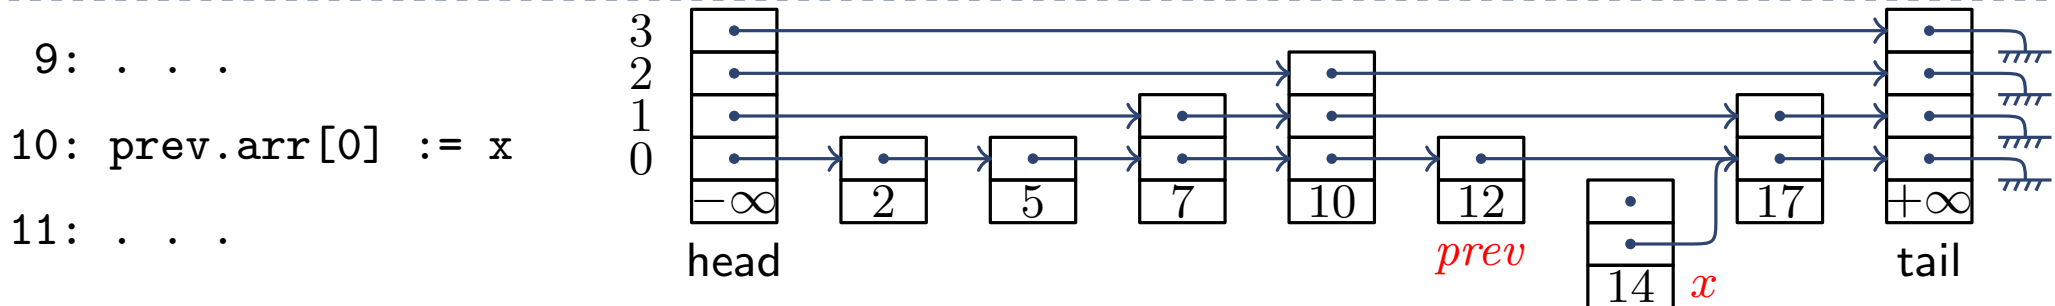 9: . . .
10: prev.arr[0] := x
11: . . .
3
2
1
0
−∞ 2 5 7 10 12 17 +∞
14 x
head prev tail